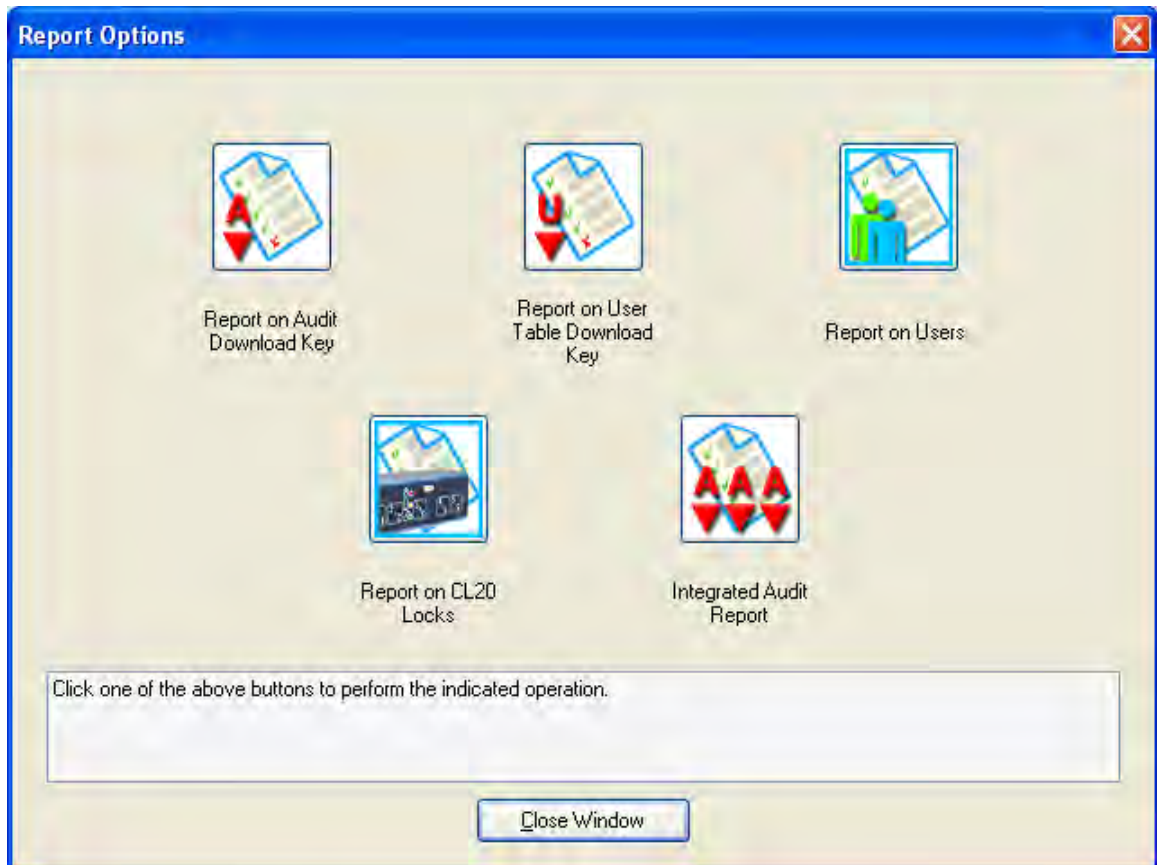 Report Options
A
U
Report on Audit
Download Key
Report on User
Table Download
Key
Report on Users
A A A
Report on CL20
Locks
Integrated Audit
Report
Click one of the above buttons to perform the indicated operation.
Close Window